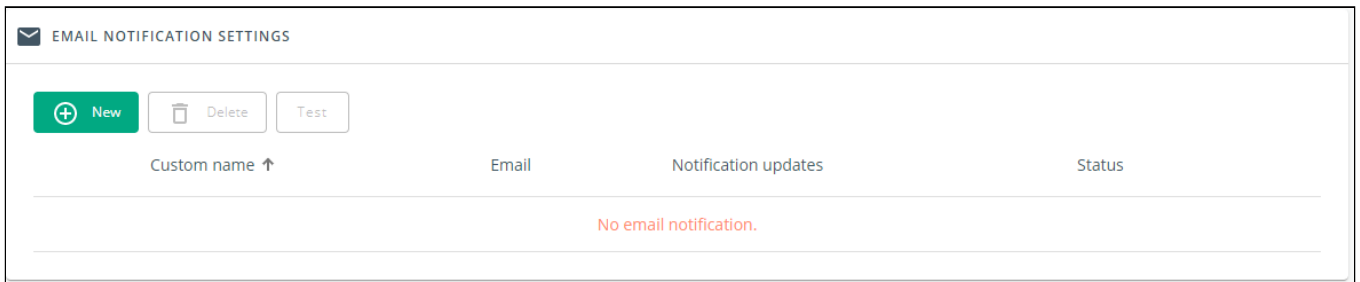 EMAIL NOTIFICATION SETTINGS
New Delete Test
Custom name ↑ Email Notification updates Status
No email notification.